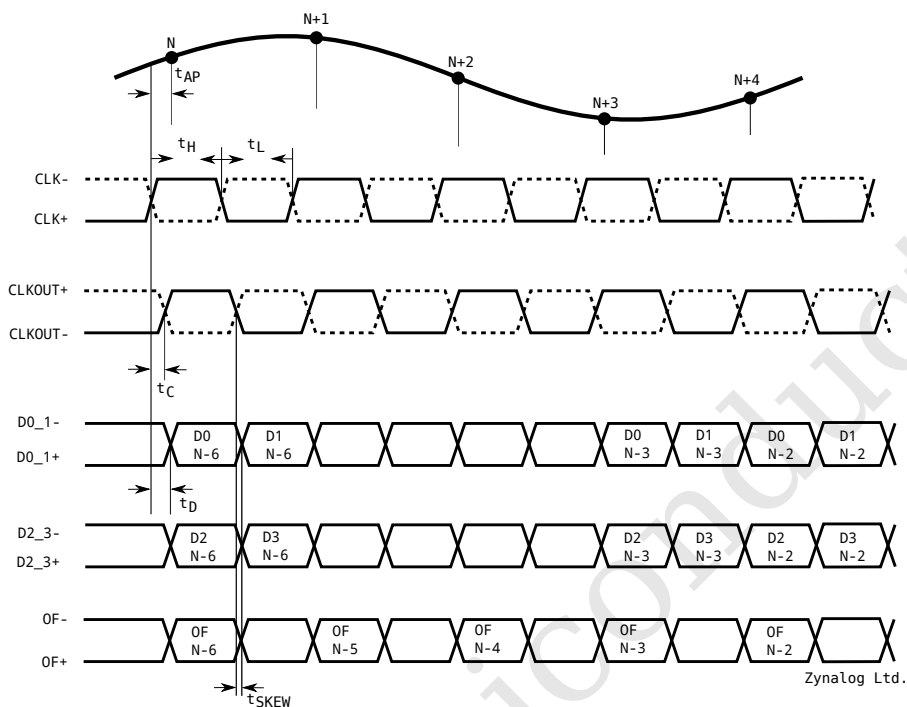 N
N+1
N+2
N+3
N+4
tAP
tH
tL
CLK-
CLK+
CLKOUT+
CLKOUT-
tC
D0_1-
D0_1+
D0
N-6
D1
N-6
D0
N-3
D1
N-3
D0
N-2
D1
N-2
tD
D2_3-
D2_3+
D2
N-6
D3
N-6
D2
N-3
D3
N-3
D2
N-2
D3
N-2
OF-
OF+
OF
N-6
OF
N-5
OF
N-4
OF
N-3
OF
N-2
Zynalog Ltd.
tSKEW